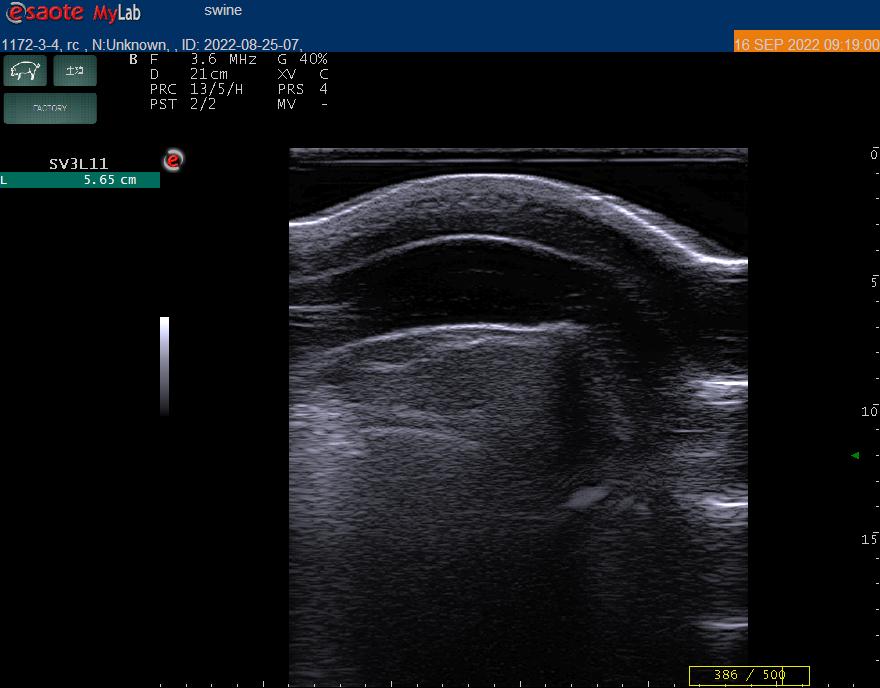 esaote MyLab
swine
1172-3-4, rc , N:Unknown, , ID: 2022-08-25-07,
16 SEP 2022 09:19:00
土猪
FACTORY
B F 3.6 MHz G 40%
D 21cm XV C
PRC 13/5/H PRS 4
PST 2/2 MV -
SV3L11
e
L 5.65 cm
0
5
10
15
386 / 500